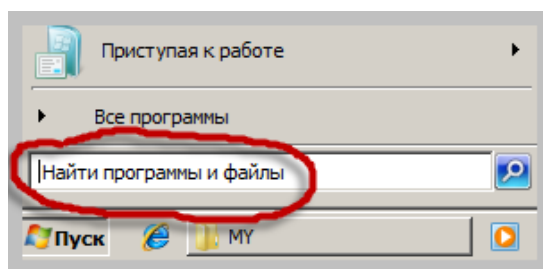 Приступая к работе
Все программы
Найти программы и файлы
Пуск MY